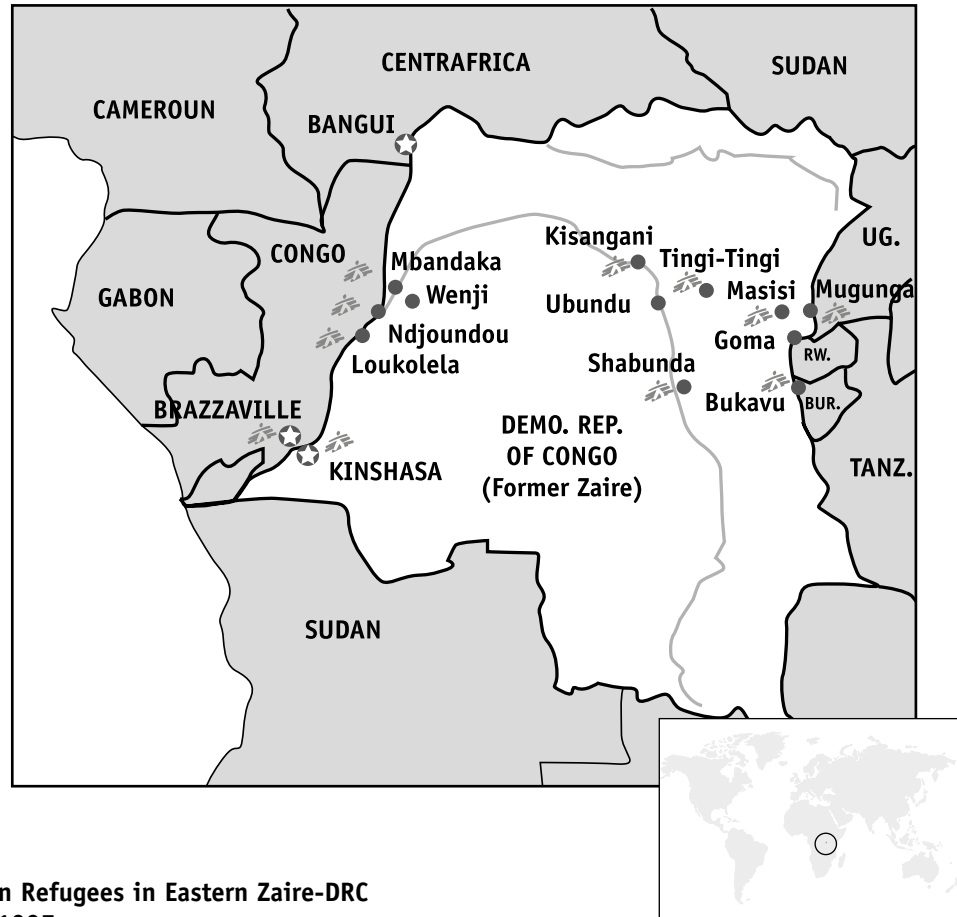 CENTRAFRICA
SUDAN
CAMEROUN
BANGUI
CONGO
Mbandaka
Wenji
Ndjoundou
Loukolela
GABON
BRAZZAVILLE
KINSHASA
Kisangani
Tingi-Tingi
UG.
Ubundu
Masisi
Mugunga
Goma
RW.
Shabunda
Bukavu
BUR.
DEMO. REP.
OF CONGO
(Former Zaire)
TANZ.
SUDAN
n Refugees in Eastern Zaire-DRC